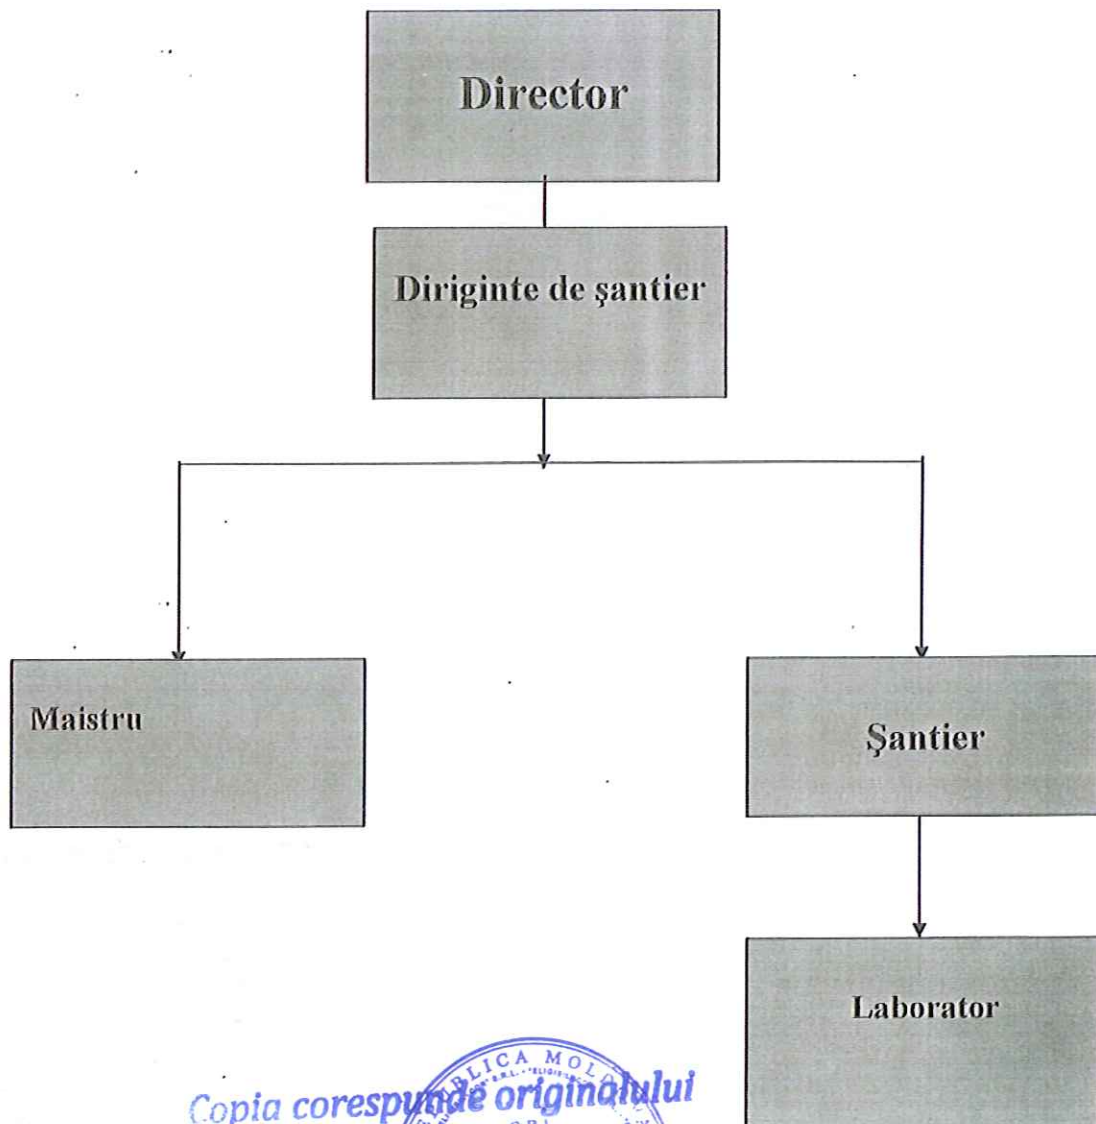 Director
Diriginte de şantier
Maistru
Şantier
Laborator
Copia corespunde originalului